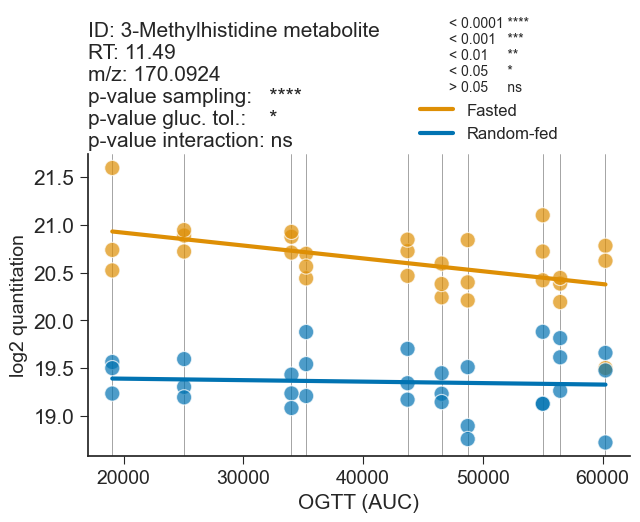 ID: 3-Methylhistidine metabolite
RT: 11.49
m/z: 170.0924
p-value sampling: ****
p-value gluc. tol.: *
p-value interaction: ns
< 0.0001 ****
< 0.001 ***
< 0.01 **
< 0.05 *
> 0.05 ns
Fasted
Random-fed
log2 quantitation
21.5
21.0
20.5
20.0
19.5
19.0
20000 30000 40000 50000 60000
OGTT (AUC)